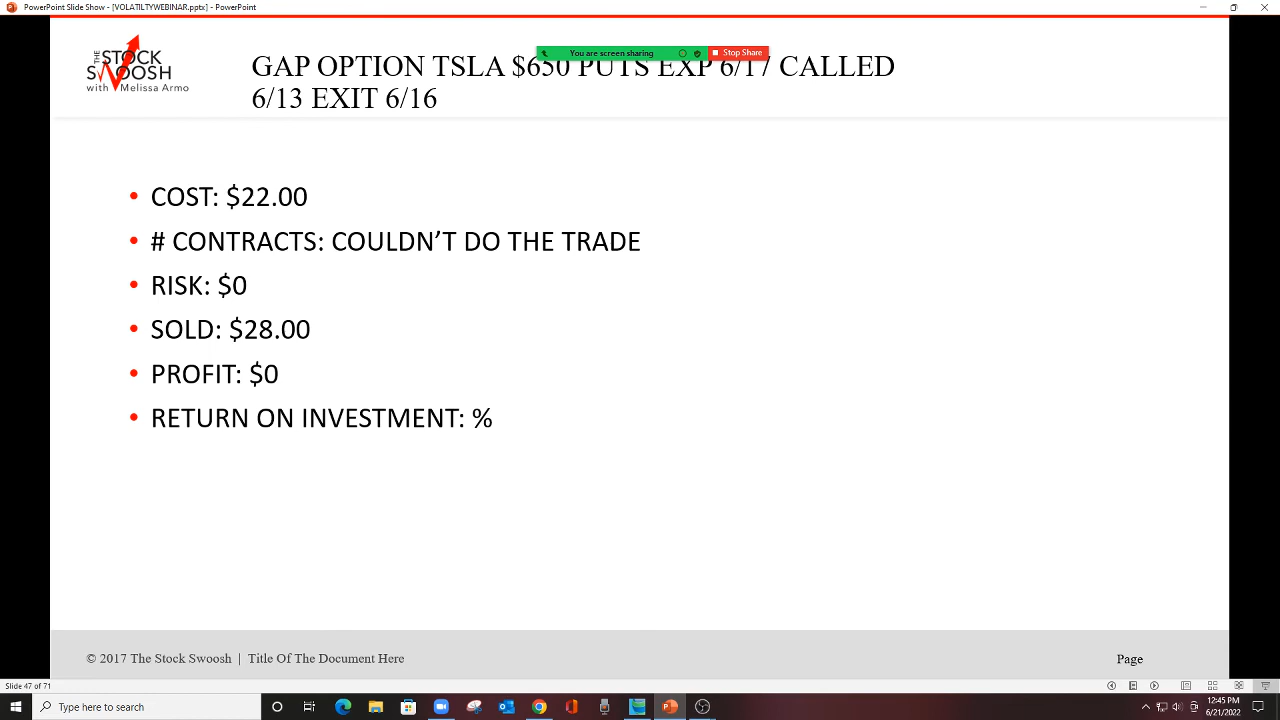 PowerPoint Slide Show - [VOLATILTYWEBINAR.pptx] - PowerPoint
You are screen sharing
Stop Share
THE
STOCK
SWOOSH
with Melissa Armo
GAP OPTION TSLA $650 PUTS EXP 6/17 CALLED
6/13 EXIT 6/16
• COST: $22.00
• # CONTRACTS: COULDN’T DO THE TRADE
• RISK: $0
• SOLD: $28.00
• PROFIT: $0
• RETURN ON INVESTMENT: %
© 2017 The Stock Swoosh | Title Of The Document Here
Page
Slide 47 of 71
Type here to search
12:45 PM
6/21/2022